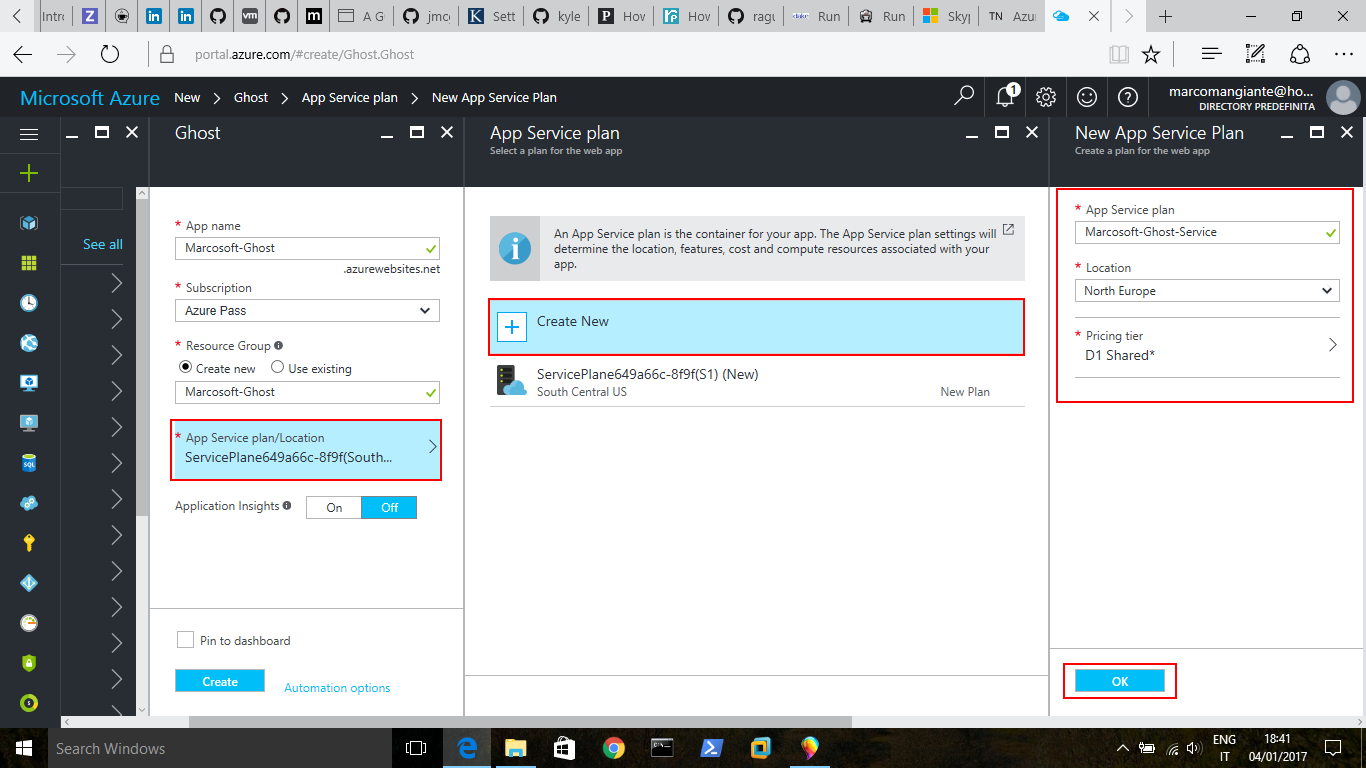 Intro
Z
in
in
vm
m
A G
jmc
K
Sett
kyle
P
Hov
rp
Hov
ragu
Run
Run
Sky
TN
Azur
portal.azure.com/#create/Ghost.Ghost
Microsoft Azure
New
Ghost
App Service plan
New App Service Plan
1
marcomangiante@ho...
DIRECTORY PREDEFINITA
See all
SQL
Ghost
* App name
Marcosoft-Ghost
.azurewebsites.net
* Subscription
Azure Pass
* Resource Group
Create new
Use existing
Marcosoft-Ghost
* App Service plan/Location
ServicePlane649a66c-8f9f(South...
Application Insights
On
Off
Pin to dashboard
Create
Automation options
App Service plan
Select a plan for the web app
An App Service plan is the container for your app. The App Service plan settings will
determine the location, features, cost and compute resources associated with your
app.
Create New
ServicePlane649a66c-8f9f(S1) (New)
South Central US
New Plan
New App Service Plan
Create a plan for the web app
* App Service plan
Marcosoft-Ghost-Service
* Location
North Europe
* Pricing tier
D1 Shared*
OK
Search Windows
ENG
IT
18:41
04/01/2017